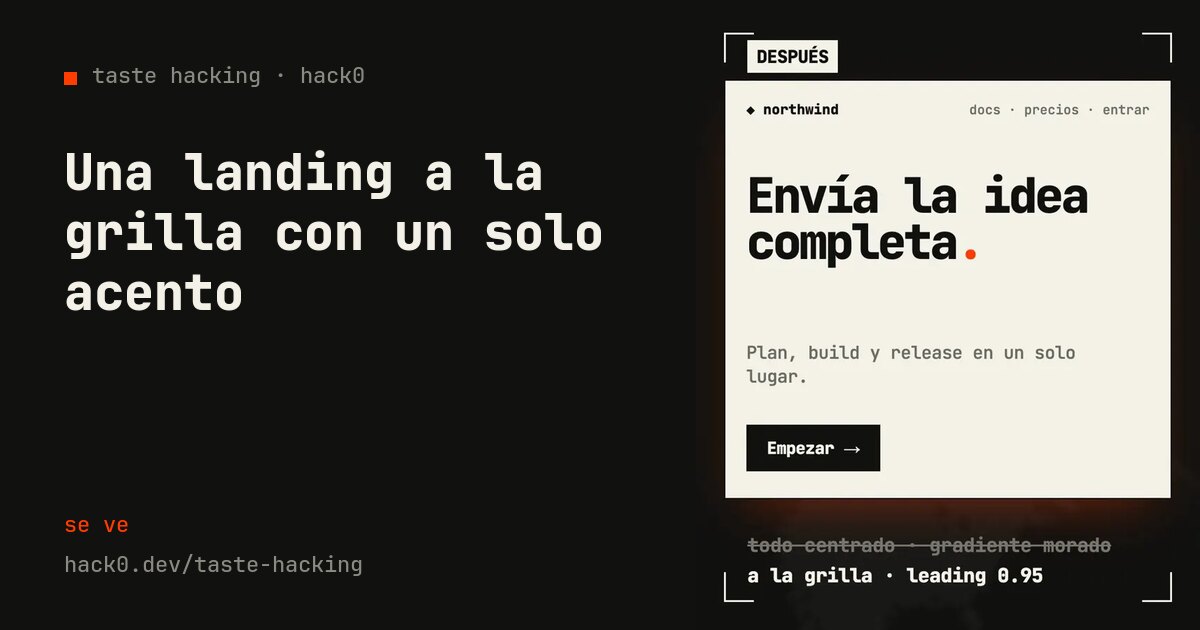 taste hacking · hack0
Una landing a la
grilla con un solo
acento
se ve
hack0.dev/taste-hacking
DESPUÉS
◆ northwind
docs · precios · entrar
Envía la idea
completa.
Plan, build y release en un solo
lugar.
Empezar →
todo centrado · gradiente morado
a la grilla · leading 0.95